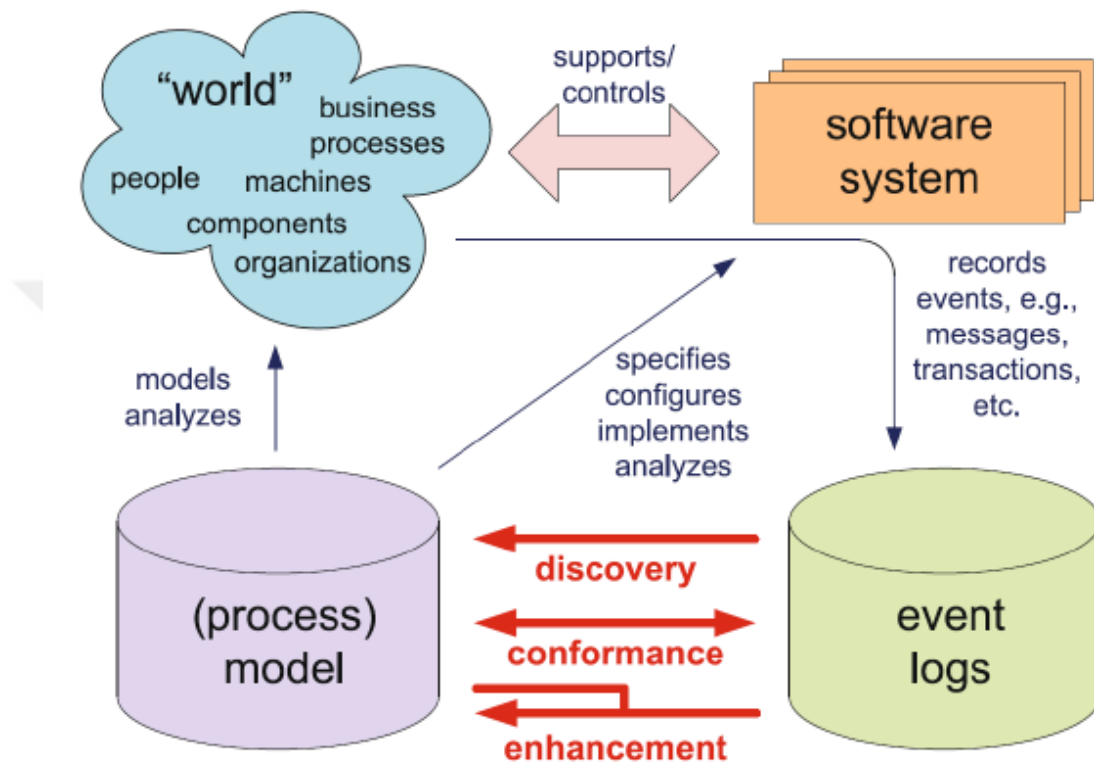 “world”
business
processes
people
machines
components
organizations
supports/
controls
software
system
models
analyzes
specifies
configures
implements
analyzes
records
events, e.g.,
messages,
transactions,
etc.
(process)
model
discovery
conformance
enhancement
event
logs